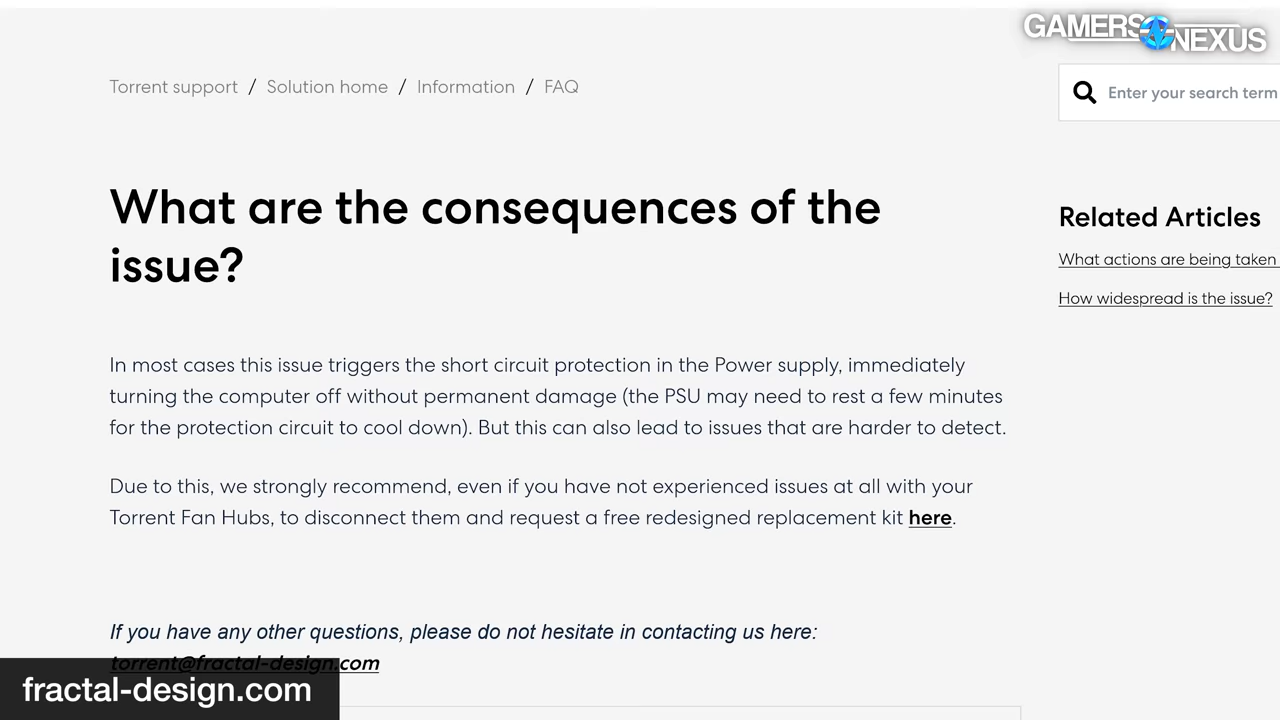 GAMERS NEXUS
Torrent support / Solution home / Information / FAQ
Enter your search term
What are the consequences of the
issue?
Related Articles
What actions are being taken
How widespread is the issue?
In most cases this issue triggers the short circuit protection in the Power supply, immediately
turning the computer off without permanent damage (the PSU may need to rest a few minutes
for the protection circuit to cool down). But this can also lead to issues that are harder to detect.
Due to this, we strongly recommend, even if you have not experienced issues at all with your
Torrent Fan Hubs, to disconnect them and request a free redesigned replacement kit here.
If you have any other questions, please do not hesitate in contacting us here:
torrent@fractal-design.com
fractal-design.com